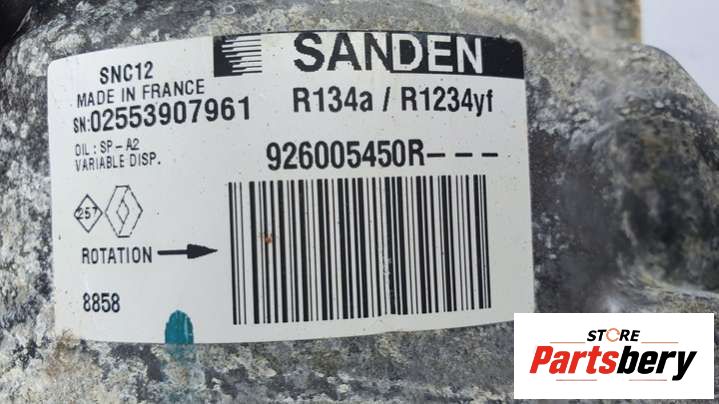 SANDEN
SNC12
MADE IN FRANCE
SN:02553907961
R134a / R1234yf
OIL : SP-A2
VARIABLE DISP.
926005450R---
257
ROTATION
8858
STORE
Partsbery